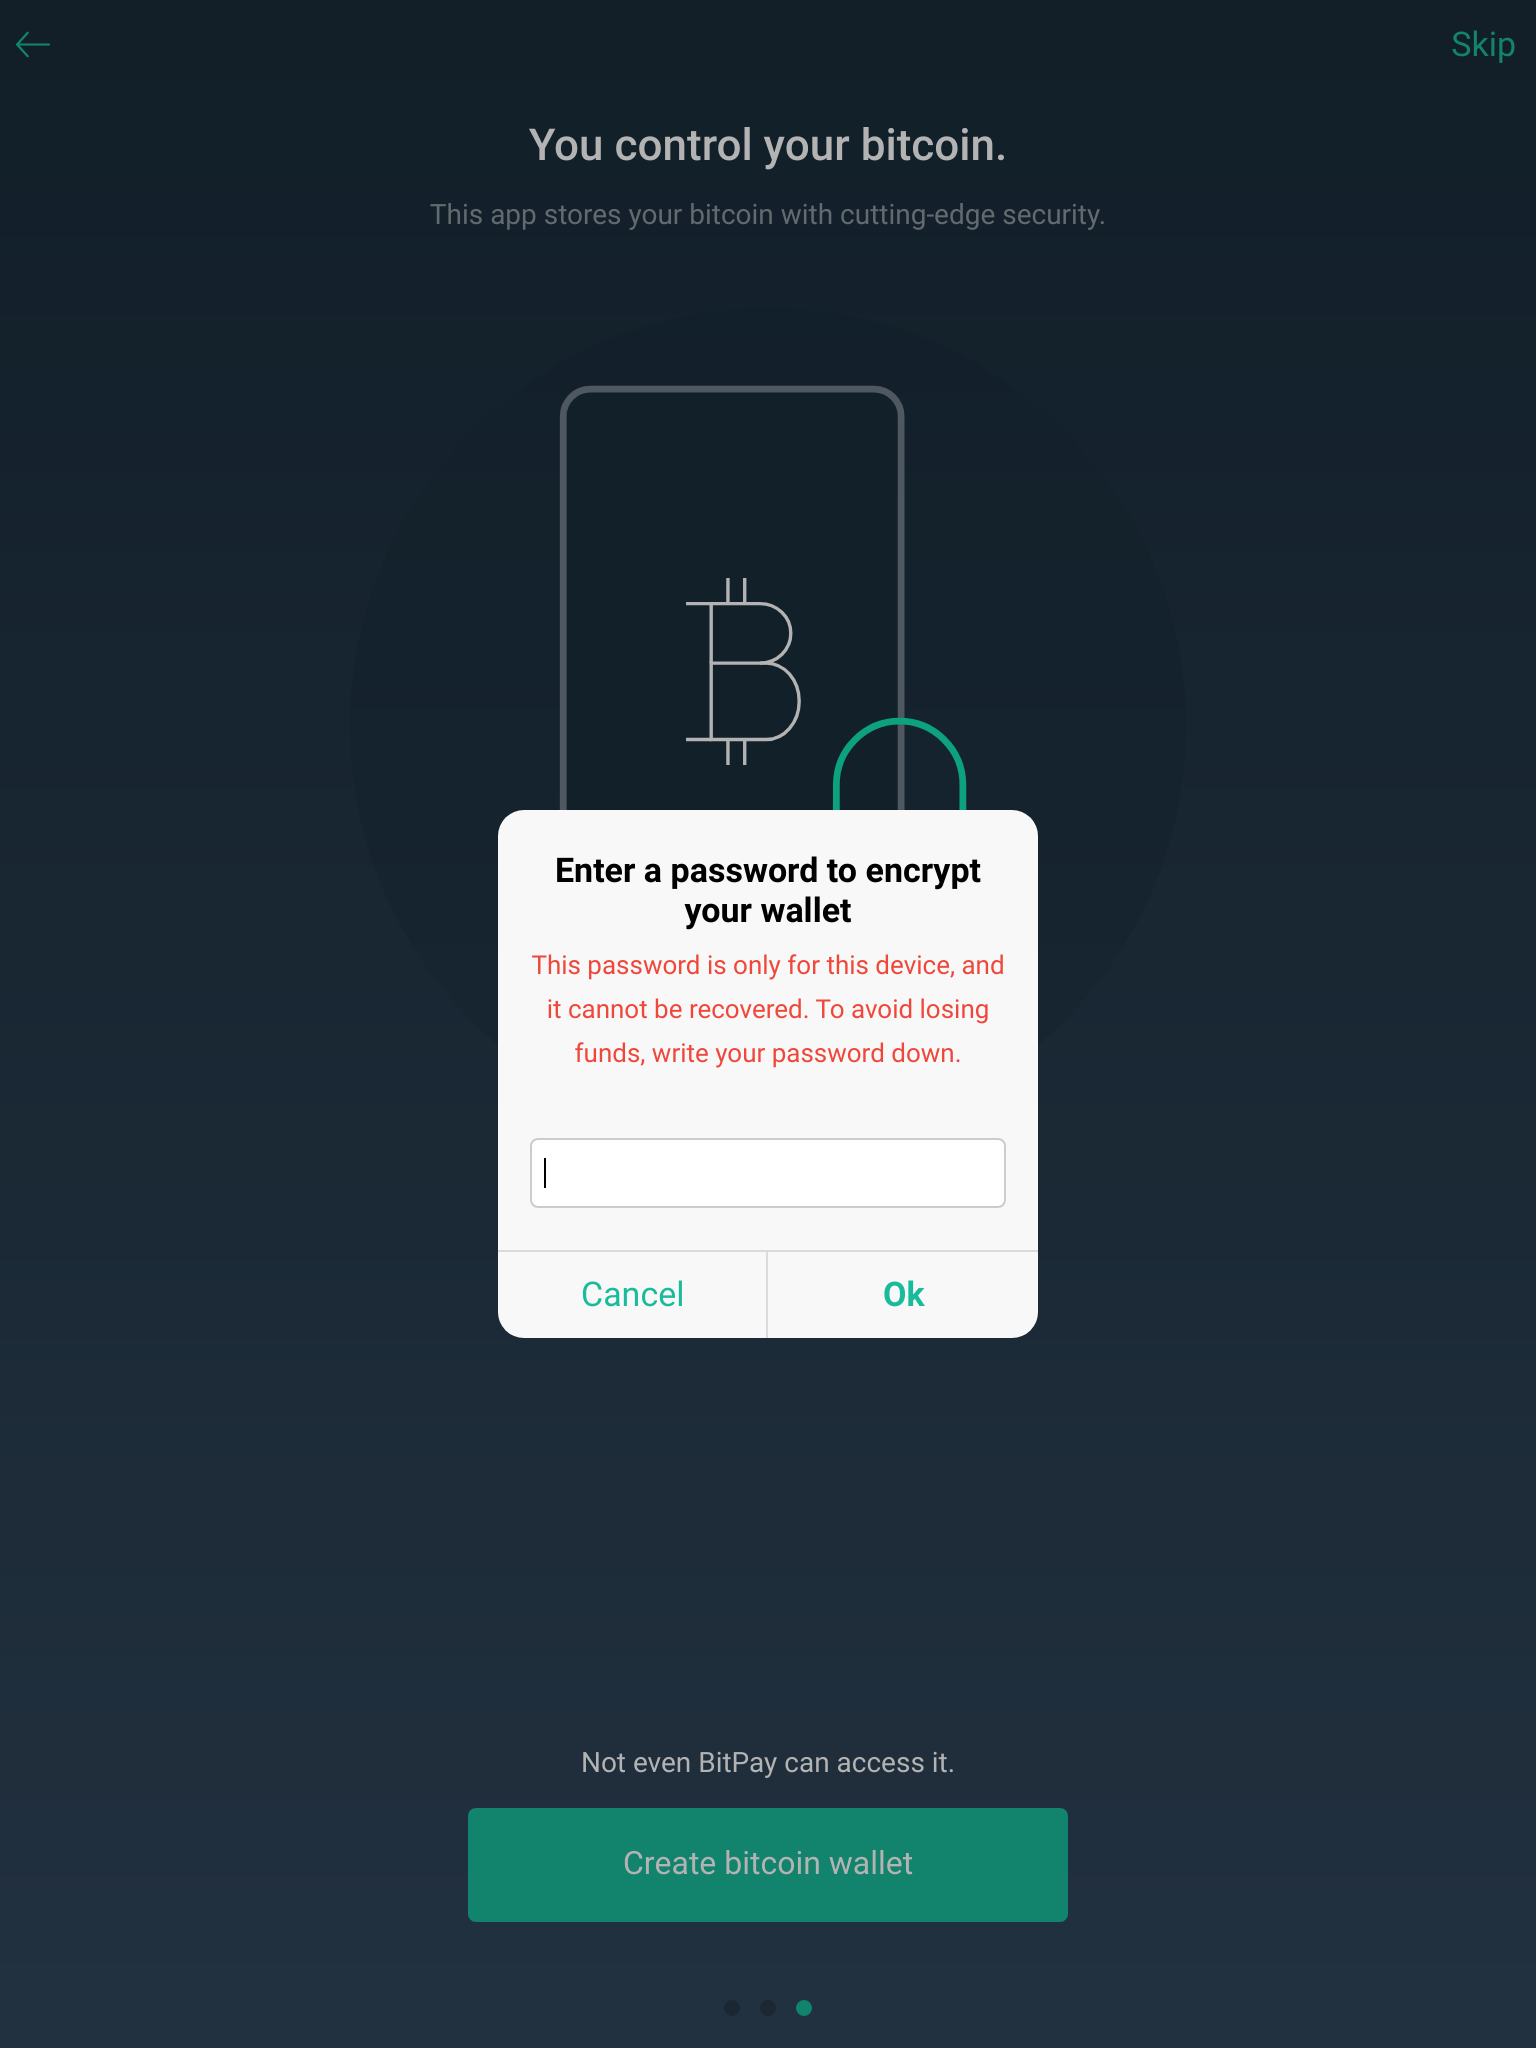 Skip
You control your bitcoin.
This app stores your bitcoin with cutting-edge security.
Enter a password to encrypt
your wallet
This password is only for this device, and
it cannot be recovered. To avoid losing
funds, write your password down.
Cancel
Ok
Not even BitPay can access it.
Create bitcoin wallet